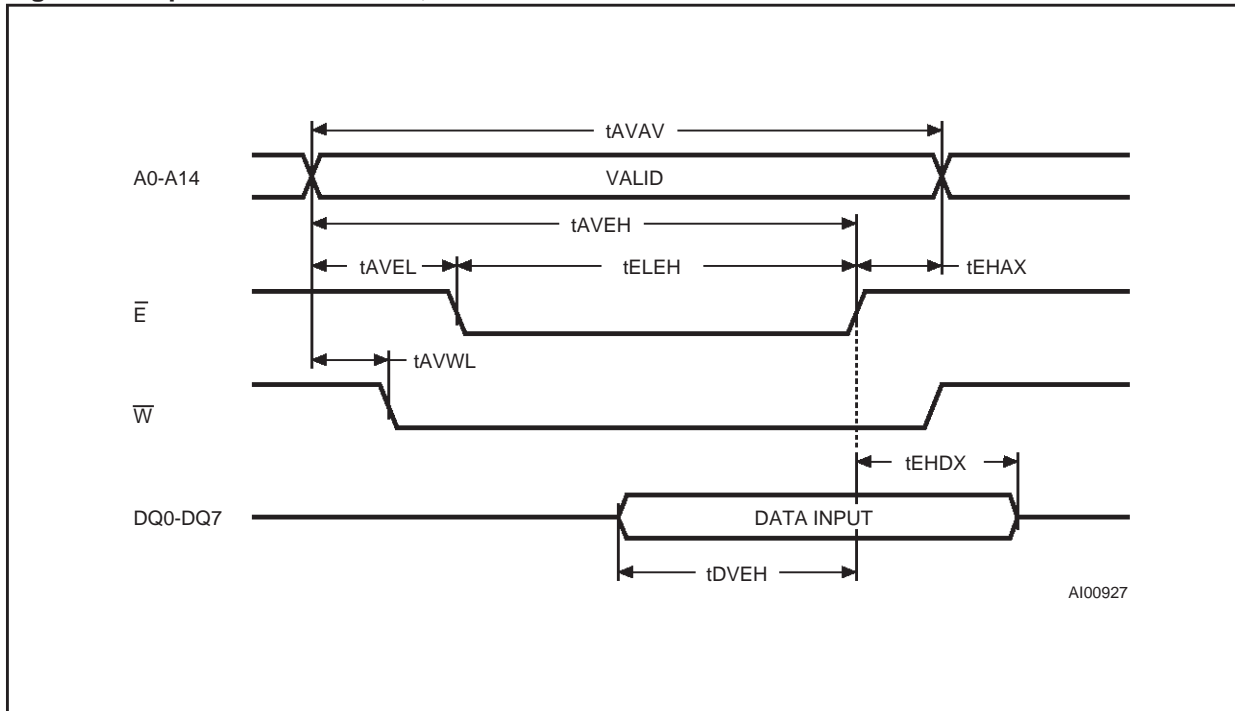 tAVAV
A0-A14
VALID
tAVEH
tAVEL
tELEH
tEHAX
E̅
tAVWL
W̅
tEHDX
DQ0-DQ7
DATA INPUT
tDVEH
AI00927